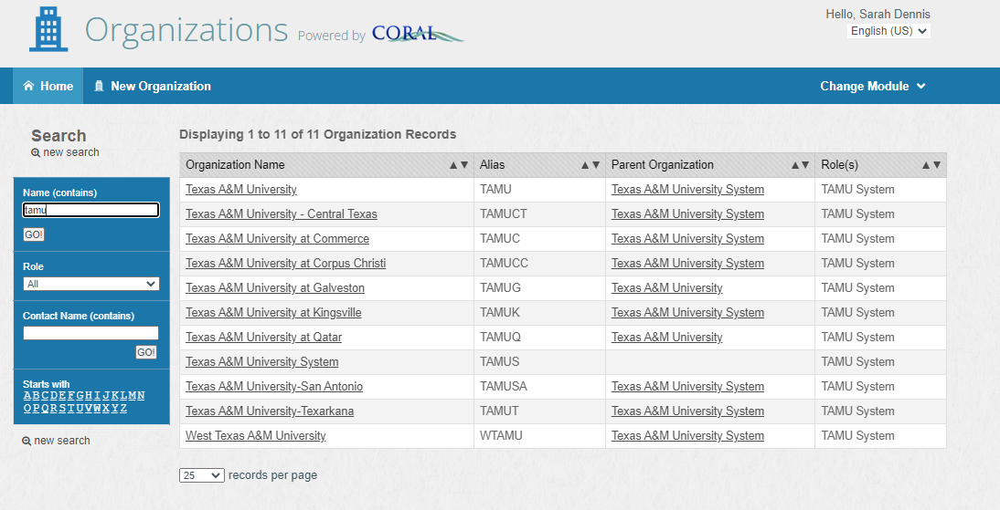 Hello, Sarah Dennis
Organizations Powered by CORAL
English (US)
Home New Organization Change Module
Search
new search
Name (contains)
tamu
GO!
Role
All
Contact Name (contains)
GO!
Starts with
A B C D E F G H I J K L M N
O P Q R S T U V W X Y Z
new search
Displaying 1 to 11 of 11 Organization Records
Organization Name ▲▼ Alias ▲▼ Parent Organization ▲▼ Role(s) ▲▼
Texas A&M University TAMU Texas A&M University System TAMU System
Texas A&M University - Central Texas TAMUCT Texas A&M University System TAMU System
Texas A&M University at Commerce TAMUC Texas A&M University System TAMU System
Texas A&M University at Corpus Christi TAMUCC Texas A&M University System TAMU System
Texas A&M University at Galveston TAMUG Texas A&M University TAMU System
Texas A&M University at Kingsville TAMUK Texas A&M University System TAMU System
Texas A&M University at Qatar TAMUQ Texas A&M University TAMU System
Texas A&M University System TAMUS TAMU System
Texas A&M University-San Antonio TAMUSA Texas A&M University System TAMU System
Texas A&M University-Texarkana TAMUT Texas A&M University System TAMU System
West Texas A&M University WTAMU Texas A&M University System TAMU System
25 records per page